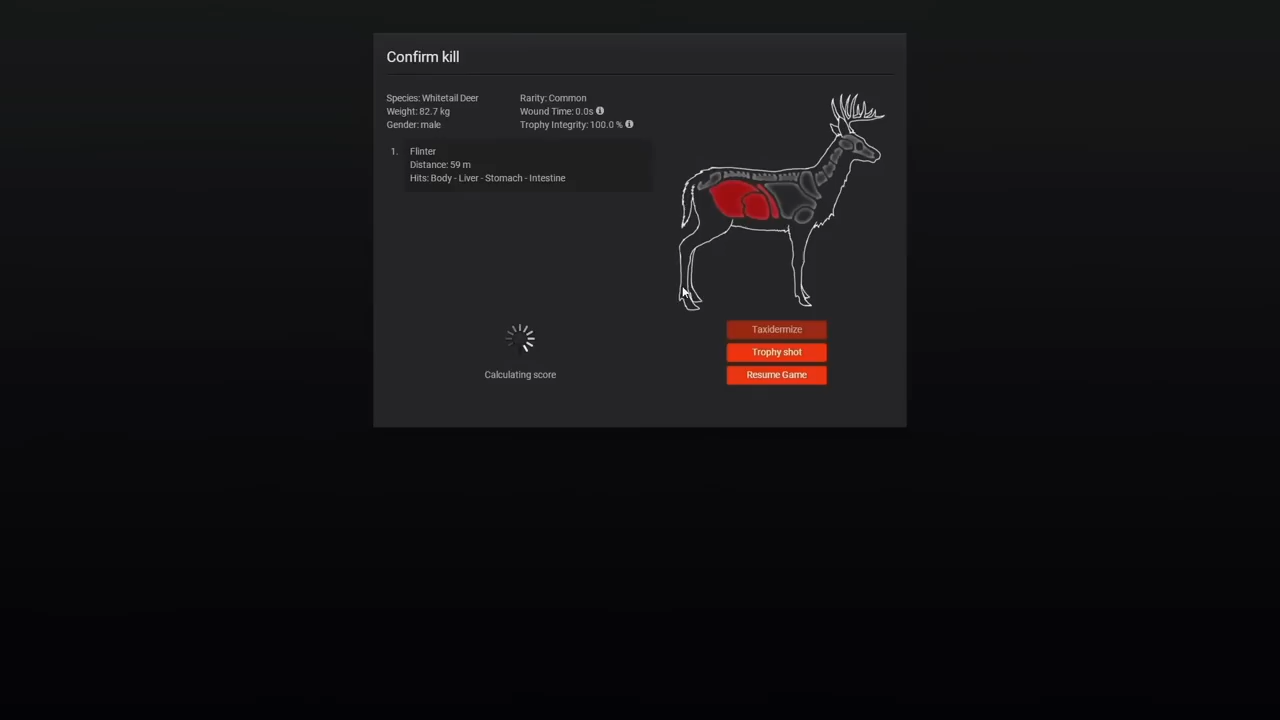 Confirm kill
Species: Whitetail Deer
Weight: 82.7 kg
Gender: male
Rarity: Common
Wound Time: 0.0s
Trophy Integrity: 100.0 %
1. Flinter
Distance: 59 m
Hits: Body - Liver - Stomach - Intestine
Calculating score
Taxidermize
Trophy shot
Resume Game